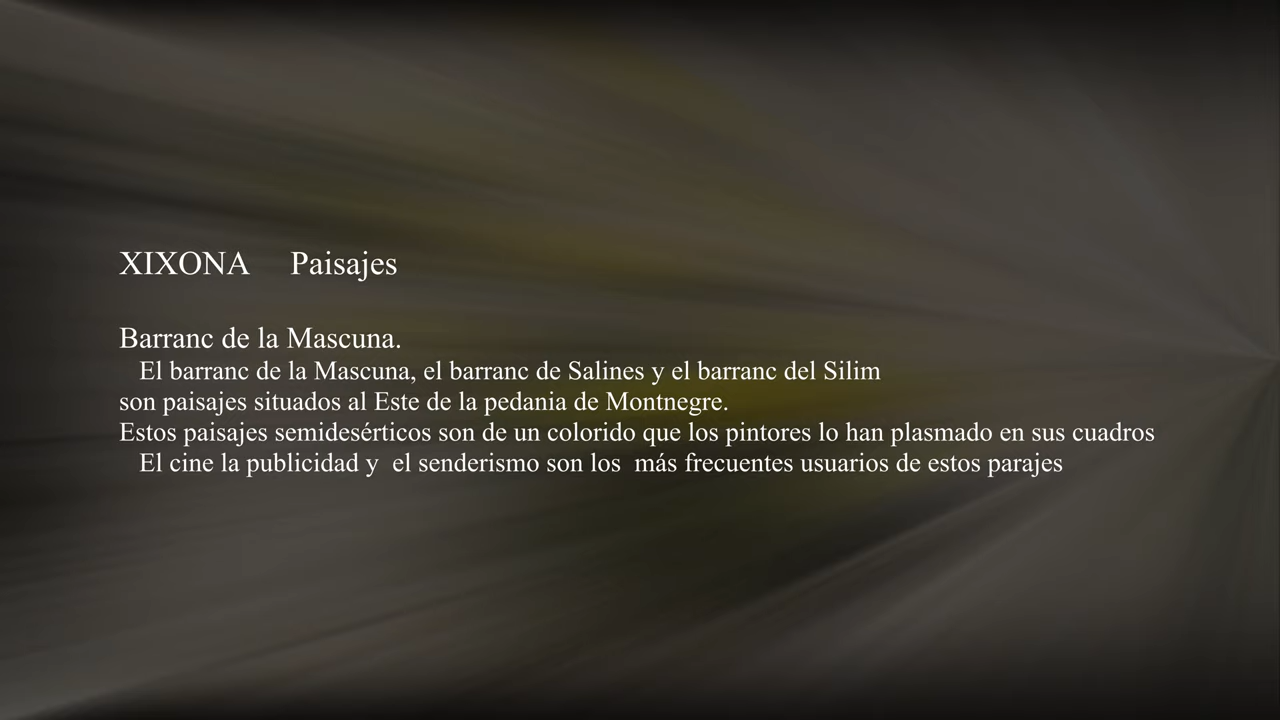 XIXONA Paisajes
Barranc de la Mascuna.
El barranc de la Mascuna, el barranc de Salines y el barranc del Silim
son paisajes situados al Este de la pedania de Montnegre.
Estos paisajes semidesérticos son de un colorido que los pintores lo han plasmado en sus cuadros
El cine la publicidad y el senderismo son los más frecuentes usuarios de estos parajes